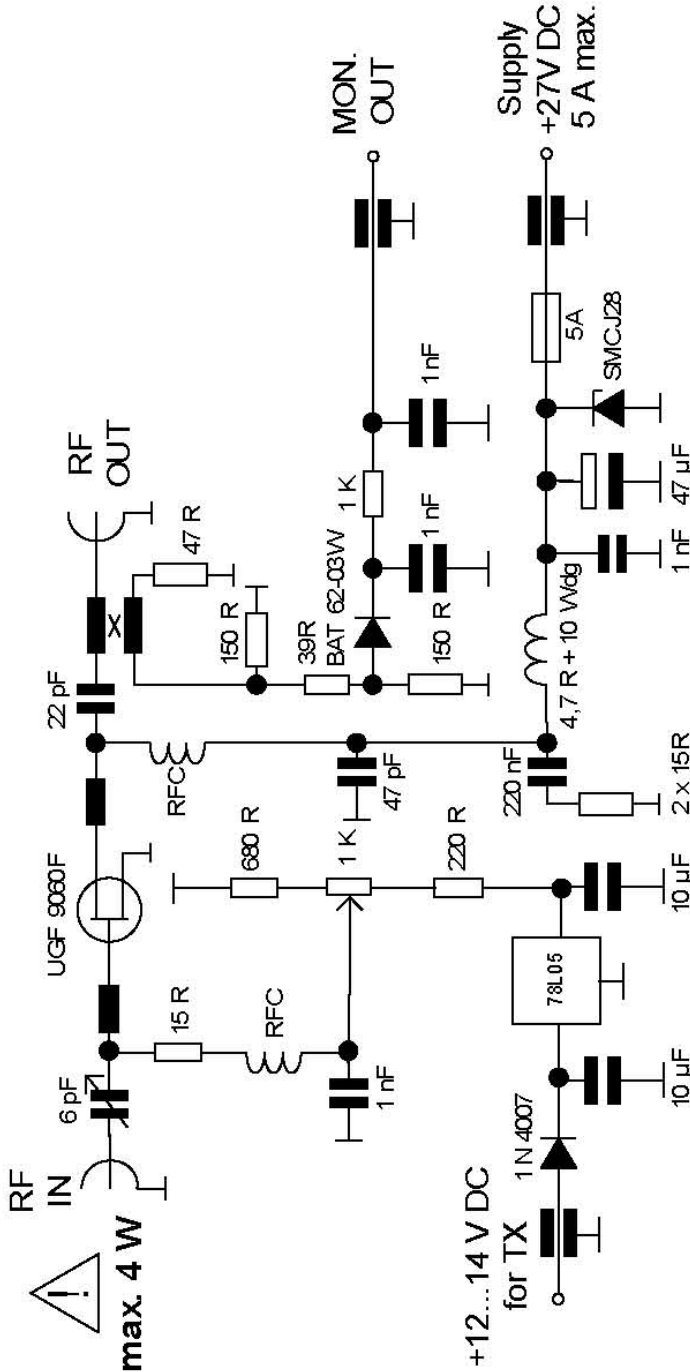 RF
IN
max. 4 W
6 pF
UGF 9060F
22 pF
RF
OUT
15 R
RFC
1 nF
680 R
1 K
220 R
RFC
47 pF
220 nF
2 x 15R
47 R
150 R
39R
BAT 62-03W
150 R
1 K
1 nF
1 nF
MON.
OUT
+12...14 V DC
for TX
1N 4007
10 µF
78L05
10 µF
4,7 R + 10 Wdg
1 nF
47 µF
SMCJ28
5A
Supply
+27V DC
5 A max.